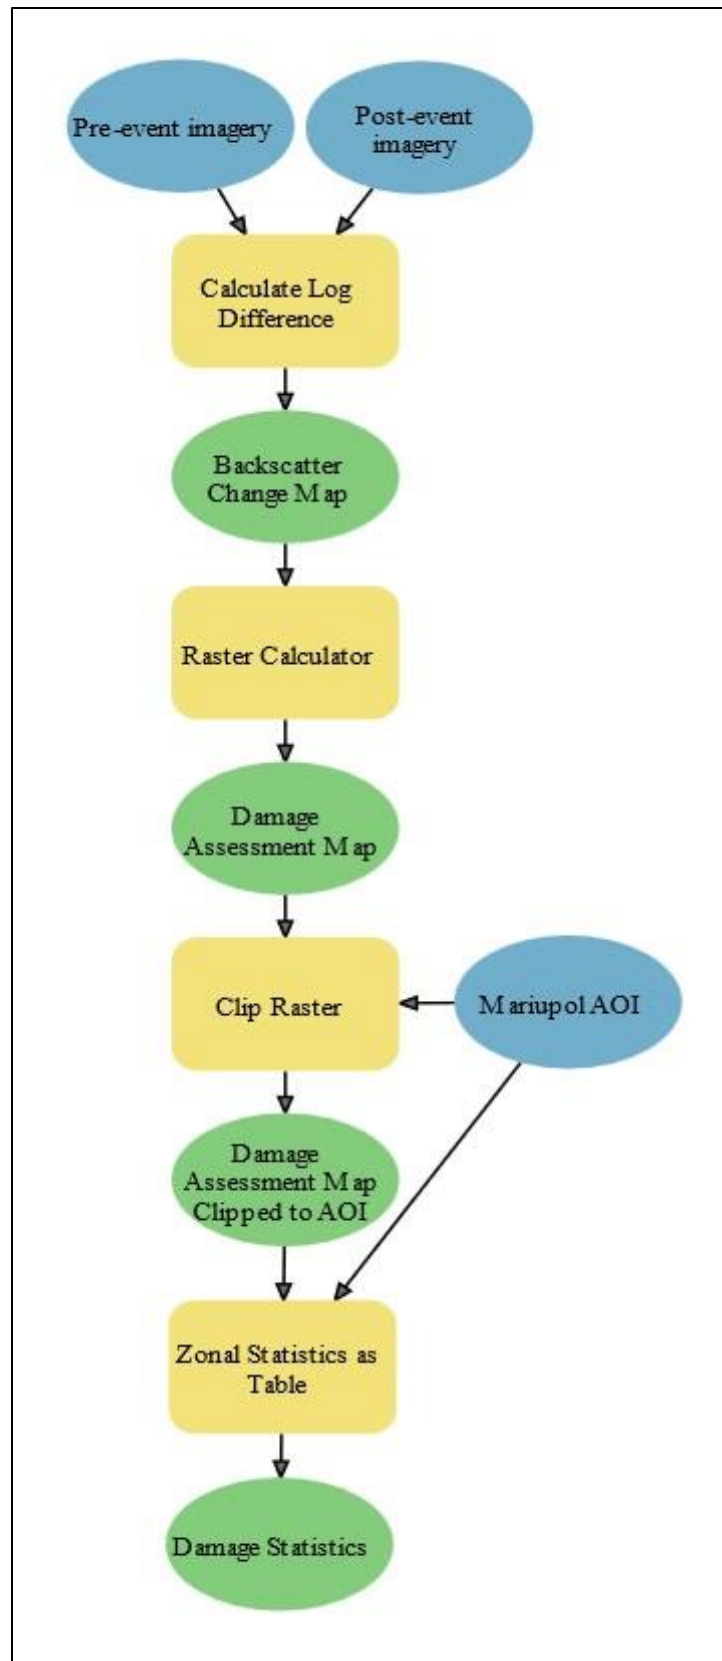 Pre-event imagery
Post-event
imagery
Calculate Log
Difference
Backscatter
Change Map
Raster Calculator
Damage
Assessment Map
Clip Raster
Mariupol AOI
Damage
Assessment Map
Clipped to AOI
Zonal Statistics as
Table
Damage Statistics